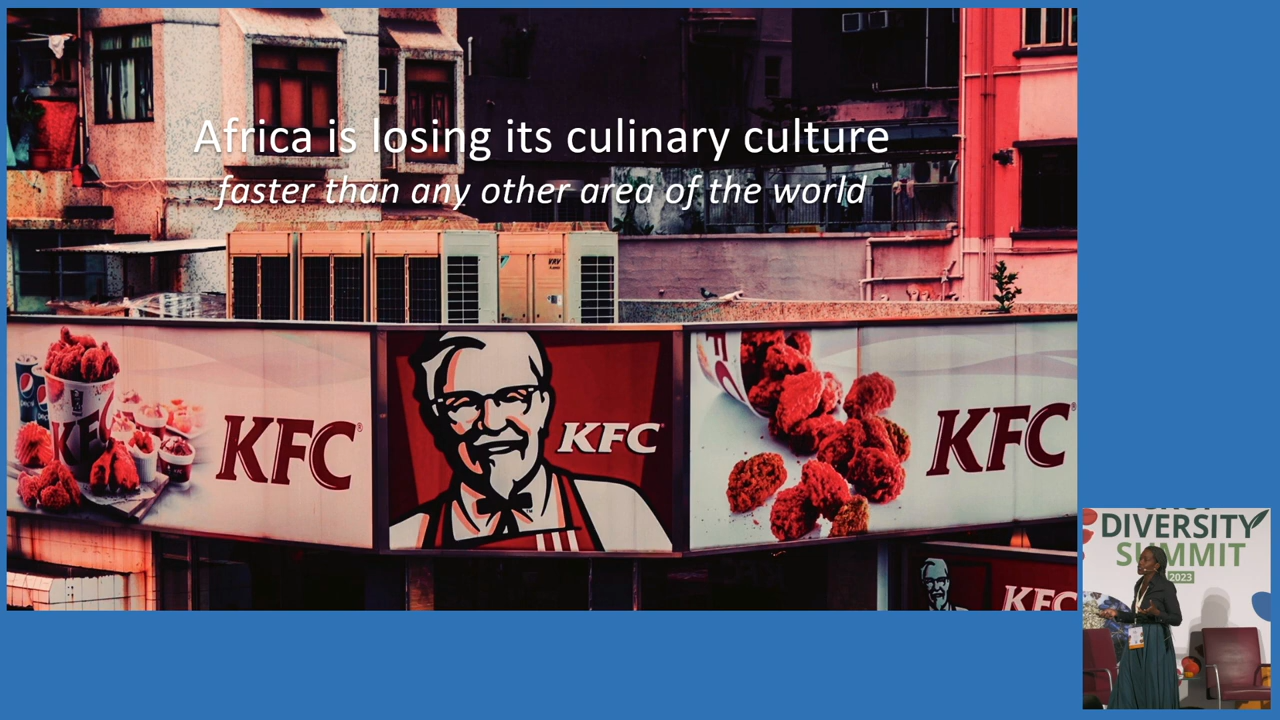 Africa is losing its culinary culture
faster than any other area of the world
KFC
KFC®
KFC®
KFC®
KFC
DIVERSITY
SUMMIT
2023